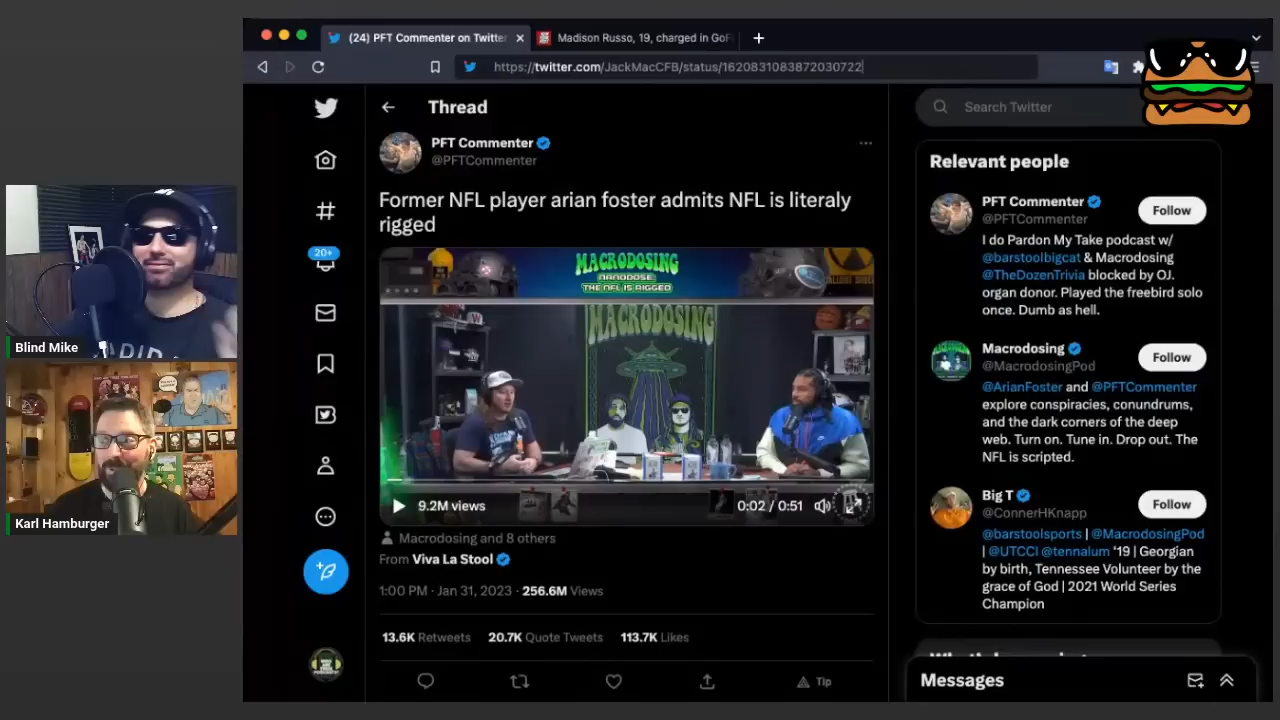 (24) PFT Commenter on Twitte
Madison Russo, 19, charged in GoF
https://twitter.com/JackMacCFB/status/1620831083872030722
Thread
Search Twitter
PFT Commenter
@PFTCommenter
Former NFL player arian foster admits NFL is literaly
rigged
MACRODOSING
NANODOSE
THE NFL IS RIGGED
MACRODOSING
9.2M views
0:02 / 0:51
Macrodosing and 8 others
From Viva La Stool
1:00 PM · Jan 31, 2023 · 256.6M Views
13.6K Retweets 20.7K Quote Tweets 113.7K Likes
Tip
20+
Relevant people
PFT Commenter
@PFTCommenter
Follow
I do Pardon My Take podcast w/
@barstoolbigcat & Macrodosing
@TheDozenTrivia blocked by OJ.
organ donor. Played the freebird solo
once. Dumb as hell.
Macrodosing
@MacrodosingPod
Follow
@ArianFoster and @PFTCommenter
explore conspiracies, conundrums,
and the dark corners of the deep
web. Turn on. Tune in. Drop out. The
NFL is scripted.
Big T
@ConnerHKnapp
Follow
@barstoolsports | @MacrodosingPod
| @UTCCI @tennalum '19 | Georgian
by birth, Tennessee Volunteer by the
grace of God | 2021 World Series
Champion
Messages
Blind Mike
Karl Hamburger